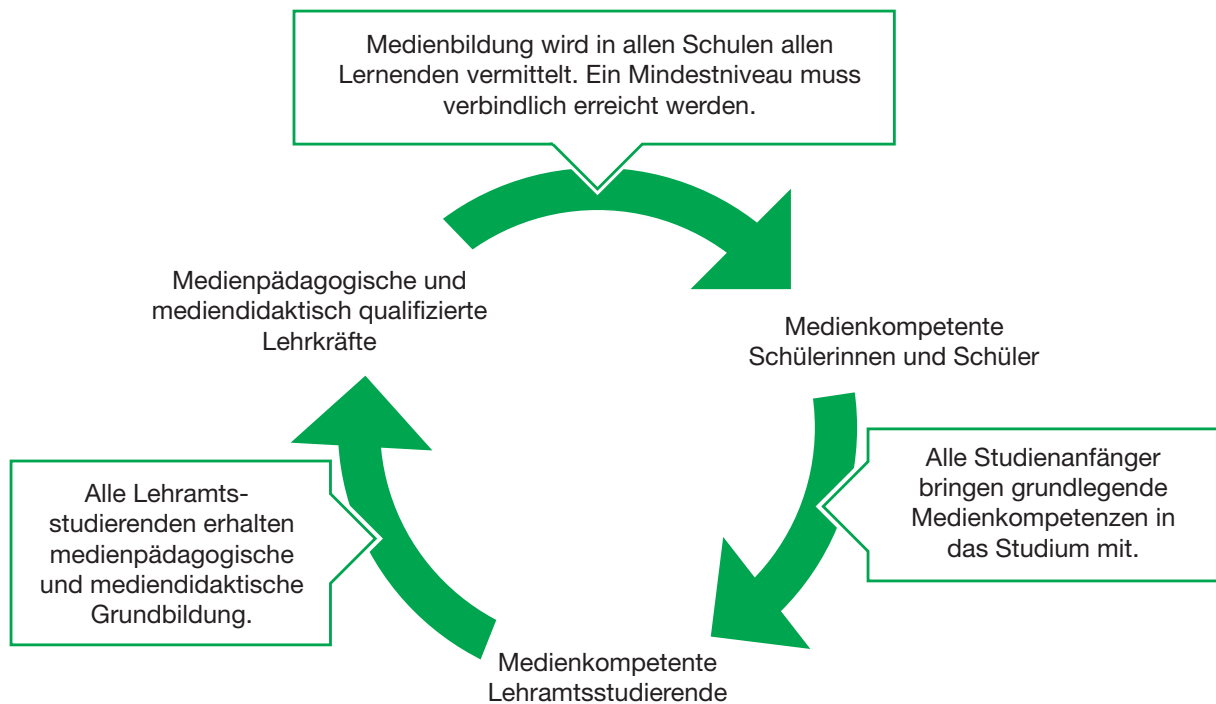 Medienbildung wird in allen Schulen allen
Lernenden vermittelt. Ein Mindestniveau muss
verbindlich erreicht werden.
Medienpädagogische und
mediendidaktisch qualifizierte
Lehrkräfte
Medienkompetente
Schülerinnen und Schüler
Alle Studienanfänger
bringen grundlegende
Medienkompetenzen in
das Studium mit.
Alle Lehramts-
studierenden erhalten
medienpädagogische
und mediendidaktische
Grundbildung.
Medienkompetente
Lehramtsstudierende